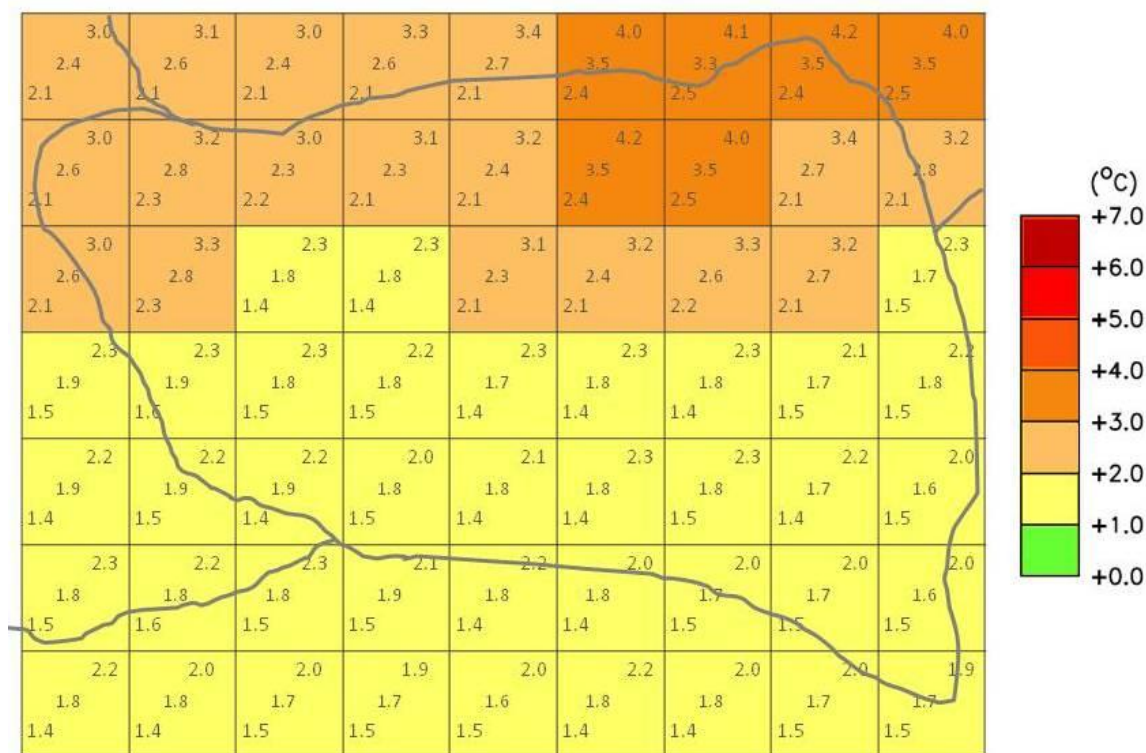 3.0 3.1 3.0 3.3 3.4 4.0 4.1 4.2 4.0
2.4 2.6 2.4 2.6 2.7 3.5 3.3 3.5 3.5
2.1 2.1 2.1 2.1 2.1 2.4 2.5 2.4 2.5
3.0 3.2 3.0 3.1 3.2 4.2 4.0 3.4 3.2
2.6 2.8 2.3 2.3 2.4 3.5 3.5 2.7 2.8
2.1 2.3 2.2 2.1 2.1 2.4 2.5 2.1 2.1
3.0 3.3 2.3 2.3 3.1 3.2 3.3 3.2 2.3
2.6 2.8 1.8 1.8 2.3 2.4 2.6 2.7 1.7
2.1 2.3 1.4 1.4 2.1 2.1 2.2 2.1 1.5
2.3 2.3 2.3 2.2 2.3 2.3 2.3 2.1 2.2
1.9 1.9 1.8 1.8 1.7 1.8 1.8 1.7 1.8
1.5 1.6 1.5 1.5 1.4 1.4 1.4 1.5 1.5
2.2 2.2 2.2 2.0 2.1 2.3 2.3 2.2 2.0
1.9 1.9 1.9 1.8 1.8 1.8 1.8 1.7 1.6
1.4 1.5 1.4 1.5 1.4 1.4 1.5 1.4 1.5
2.3 2.2 2.3 2.1 2.2 2.0 2.0 2.0 2.0
1.8 1.8 1.8 1.9 1.8 1.8 1.7 1.7 1.6
1.5 1.6 1.5 1.5 1.4 1.4 1.5 1.5 1.5
2.2 2.0 2.0 1.9 2.0 2.2 2.0 2.0 1.9
1.8 1.8 1.7 1.7 1.6 1.8 1.8 1.7 1.7
1.4 1.4 1.5 1.5 1.5 1.4 1.5 1.5 1.5
(°C)
+7.0
+6.0
+5.0
+4.0
+3.0
+2.0
+1.0
+0.0